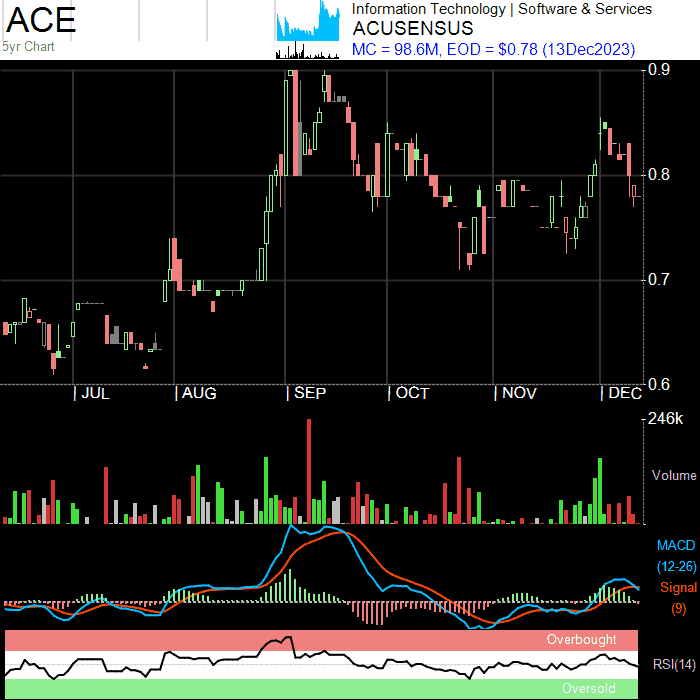 ACE
5yr Chart
Information Technology | Software & Services
ACUSENSUS
MC = 98.6M, EOD = $0.78 (13Dec2023)
0.9
0.8
0.7
0.6
| JUL | AUG | SEP | OCT | NOV | DEC
246k
Volume
MACD
(12-26)
Signal
(9)
Overbought
RSI(14)
Oversold